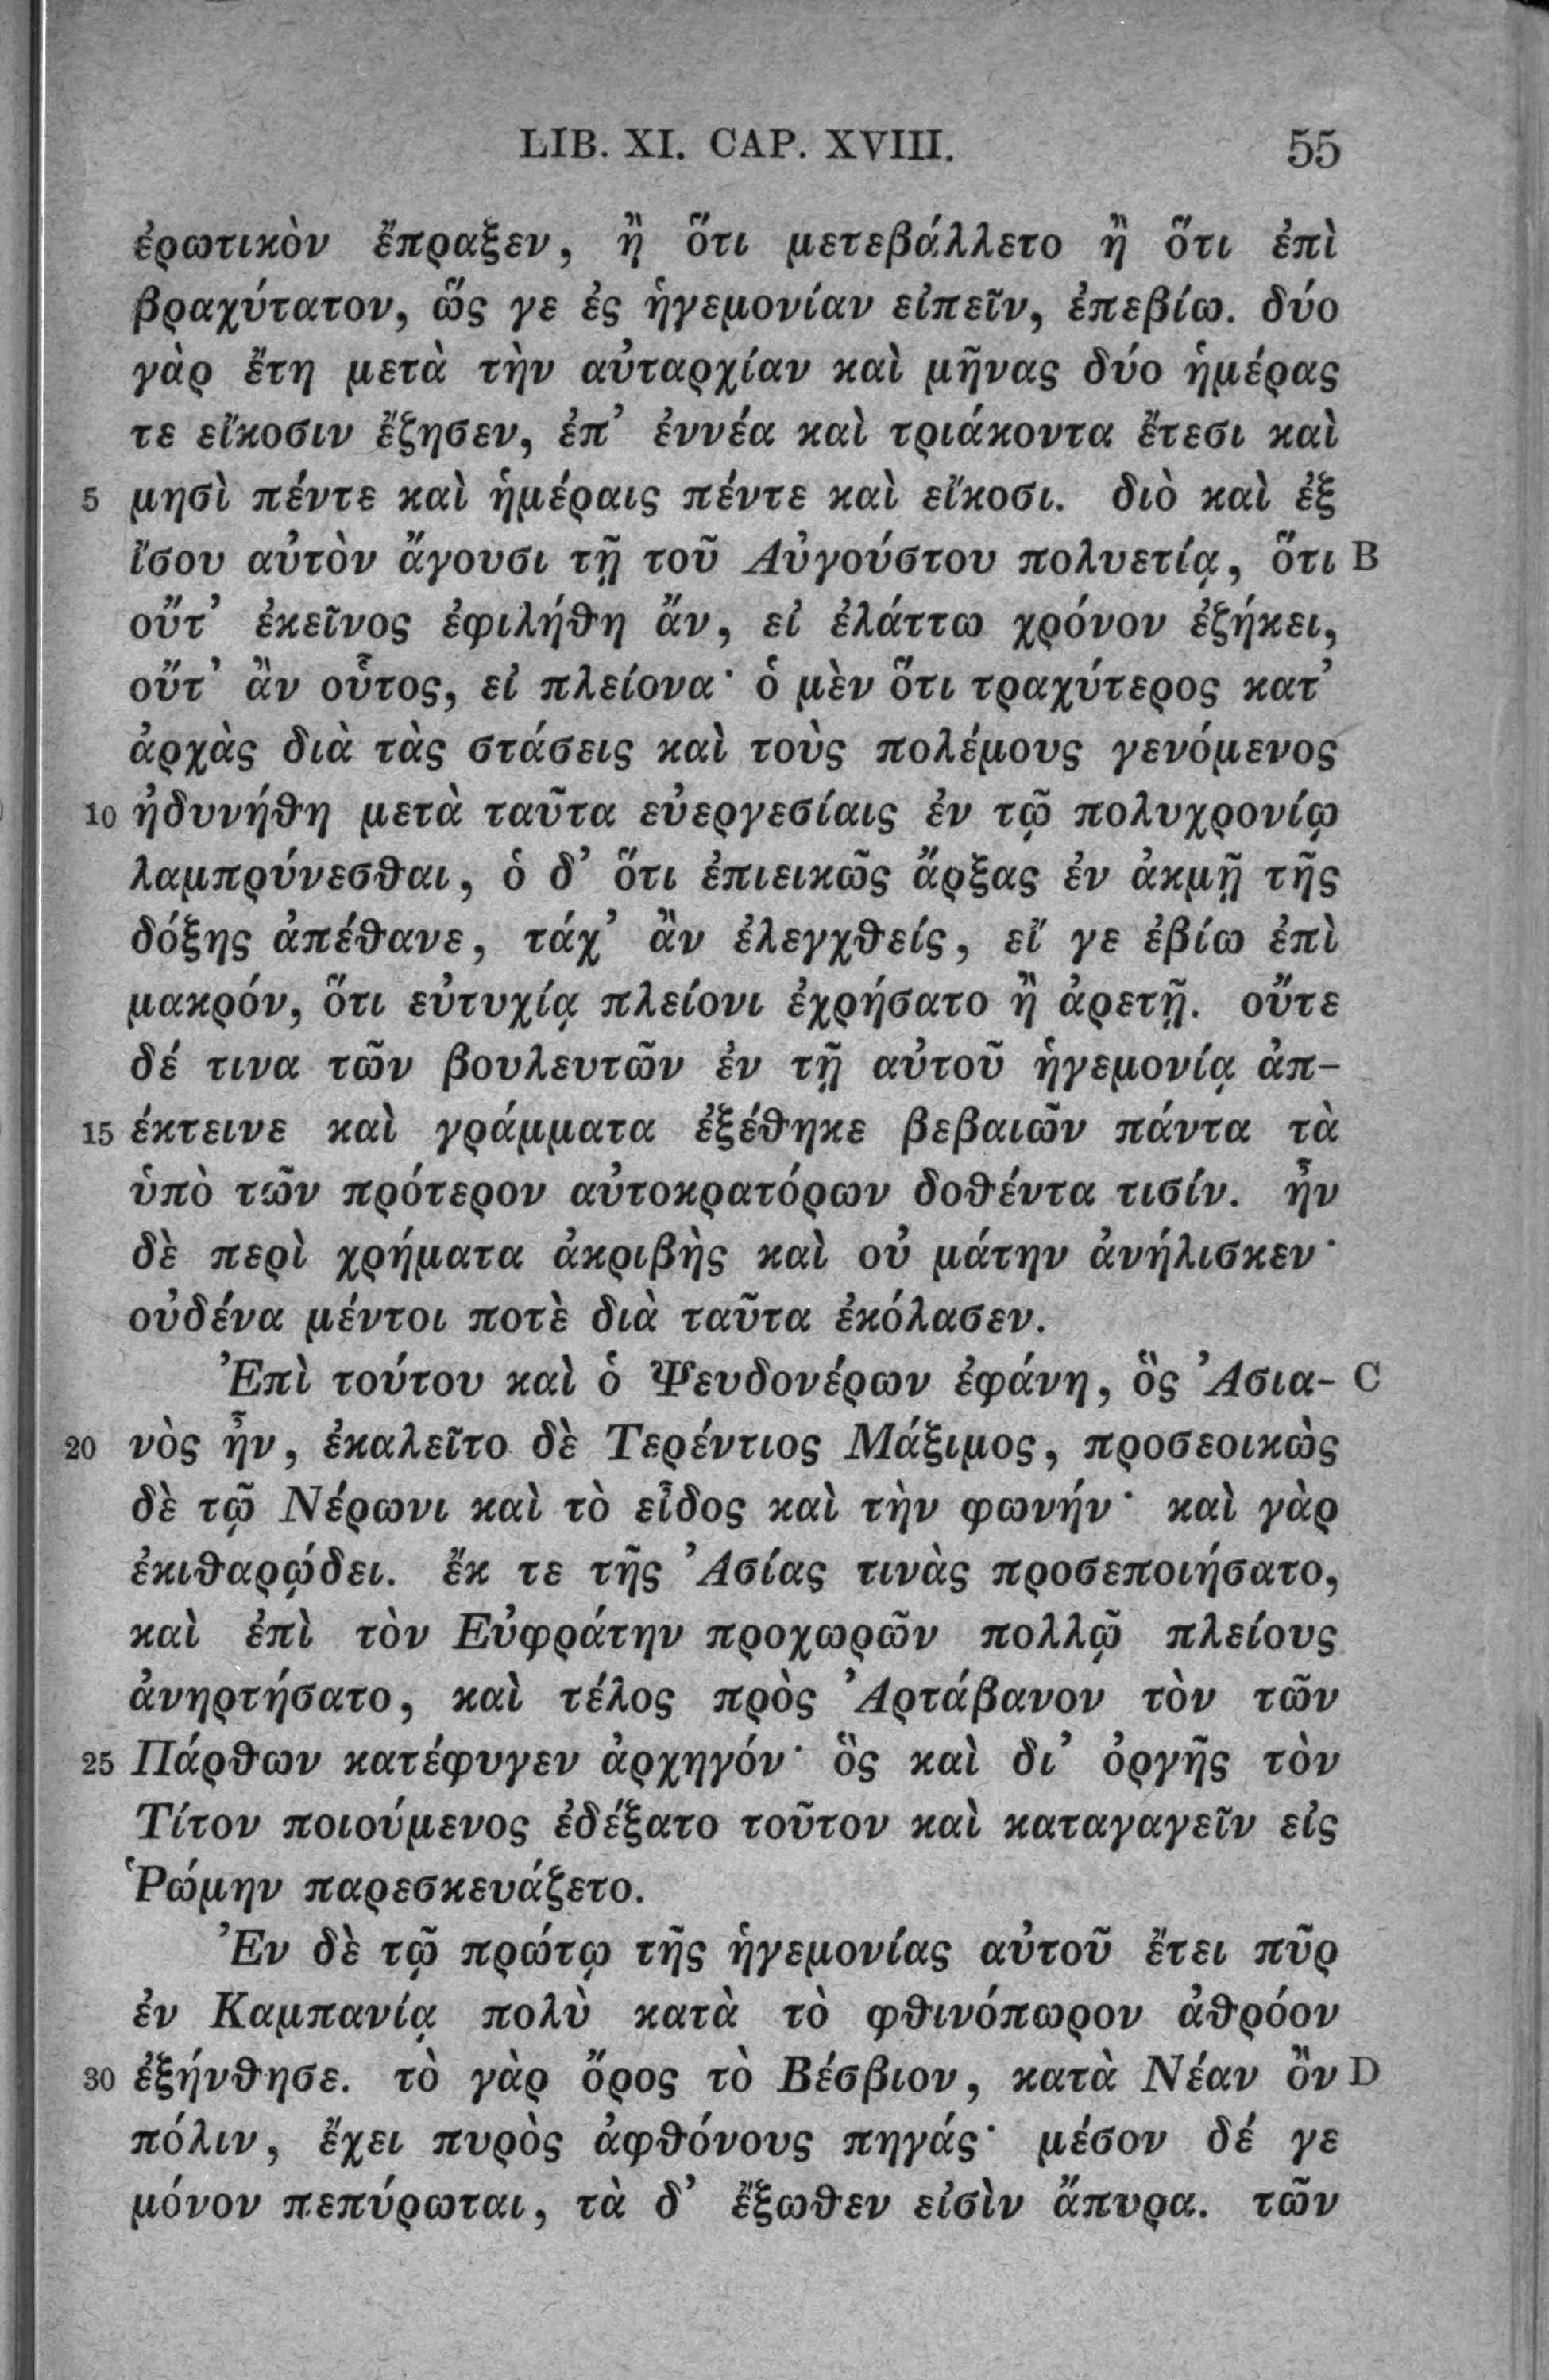 LIB. XI. CAP. XVIII. 55
ἐρωτικὸν ἔπραξεν, ἢ ὅτι μετεβάλλετο ἢ ὅτι ἐπὶ
βραχύτατον, ὥς γε ἐς ἡγεμονίαν εἰπεῖν, ἐπεβίω. δύο
γὰρ ἔτη μετὰ τὴν αὐταρχίαν καὶ μῆνας δύο ἡμέρας
τε εἴκοσιν ἔζησεν, ἐπ’ ἐννέα καὶ τριάκοντα ἔτεσι καὶ
5 μησὶ πέντε καὶ ἡμέραις πέντε καὶ εἴκοσι. διὸ καὶ ἐξ
ἴσου αὐτὸν ἄγουσι τῇ τοῦ Αὐγούστου πολυετίᾳ, ὅτι B
οὔτ’ ἐκεῖνος ἐφιλήθη ἄν, εἰ ἐλάττω χρόνον ἐζήκει,
οὔτ’ ἂν οὗτος, εἰ πλείονα· ὁ μὲν ὅτι τραχύτερος κατ’
ἀρχὰς διὰ τὰς στάσεις καὶ τοὺς πολέμους γενόμενος
10 ἠδυνήθη μετὰ ταῦτα εὐεργεσίαις ἐν τῷ πολυχρονίῳ
λαμπρύνεσθαι, ὁ δ’ ὅτι ἐπιεικῶς ἄρξας ἐν ἀκμῇ τῆς
δόξης ἀπέθανε, τάχ’ ἂν ἐλεγχθείς, εἴ γε ἐβίω ἐπὶ
μακρόν, ὅτι εὐτυχίᾳ πλείονι ἐχρήσατο ἢ ἀρετῇ. οὔτε
δέ τινα τῶν βουλευτῶν ἐν τῇ αὐτοῦ ἡγεμονίᾳ ἀπ-
15 έκτεινε καὶ γράμματα ἐξέθηκε βεβαιῶν πάντα τὰ
ὑπὸ τῶν πρότερον αὐτοκρατόρων δοθέντα τισίν. ἦν
δὲ περὶ χρήματα ἀκριβὴς καὶ οὐ μάτην ἀνήλισκεν·
οὐδένα μέντοι ποτὲ διὰ ταῦτα ἐκόλασεν.
Ἐπὶ τούτου καὶ ὁ Ψευδονέρων ἐφάνη, ὃς Ἀσια- C
20 νὸς ἦν, ἐκαλεῖτο δὲ Τερέντιος Μάξιμος, προσεοικὼς
δὲ τῷ Νέρωνι καὶ τὸ εἶδος καὶ τὴν φωνήν· καὶ γὰρ
ἐκιθαρῴδει. ἔκ τε τῆς Ἀσίας τινὰς προσεποιήσατο,
καὶ ἐπὶ τὸν Εὐφράτην προχωρῶν πολλῷ πλείους
ἀνηρτήσατο, καὶ τέλος πρὸς Ἀρτάβανον τὸν τῶν
25 Πάρθων κατέφυγεν ἀρχηγόν· ὃς καὶ δι’ ὀργῆς τὸν
Τίτον ποιούμενος ἐδέξατο τοῦτον καὶ καταγαγεῖν εἰς
Ῥώμην παρεσκευάζετο.
Ἐν δὲ τῷ πρώτῳ τῆς ἡγεμονίας αὐτοῦ ἔτει πῦρ
ἐν Καμπανίᾳ πολὺ κατὰ τὸ φθινόπωρον ἀθρόον
30 ἐξήνθησε. τὸ γὰρ ὄρος τὸ Βέσβιον, κατὰ Νέαν ὂν D
πόλιν, ἔχει πυρὸς ἀφθόνους πηγάς· μέσον δέ γε
μόνον πεπύρωται, τὰ δ’ ἔξωθεν εἰσὶν ἄπυρα. τῶν